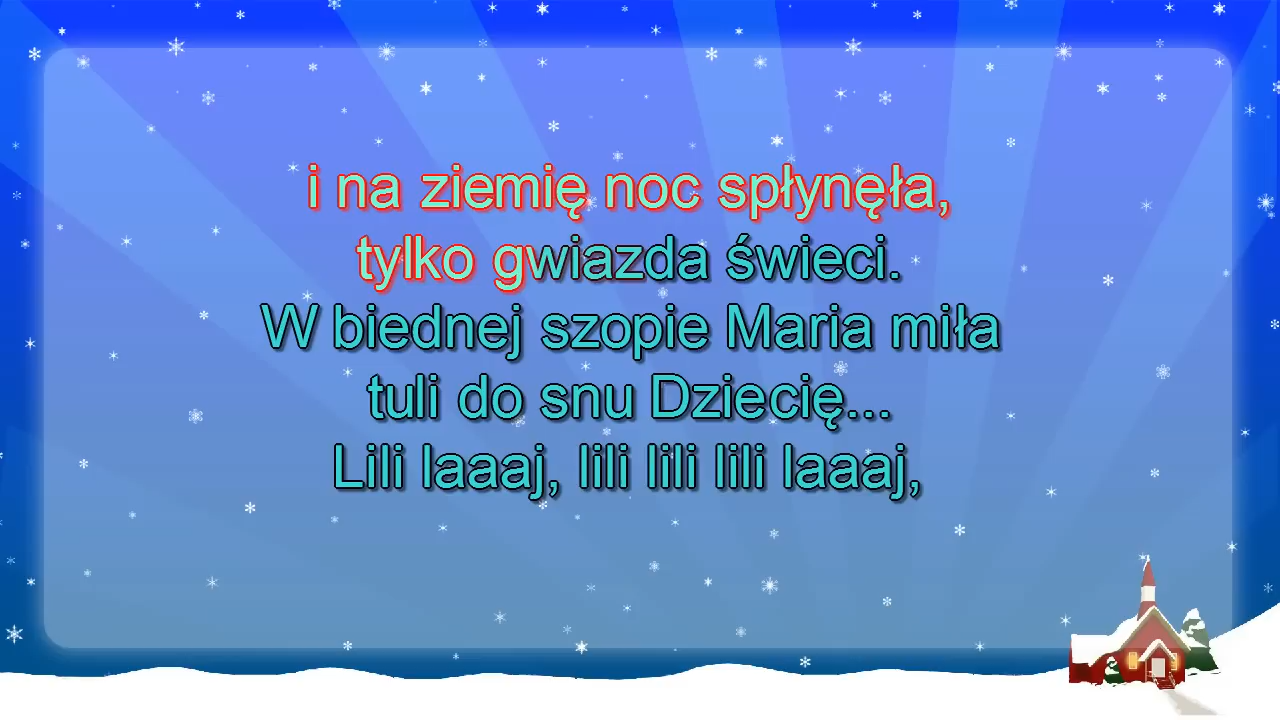 i na ziemię noc spłynęła,
tylko gwiazda świeci.
W biednej szopie Maria miła
tuli do snu Dziecię...
Lili laaaj, lili lili lili laaaj,